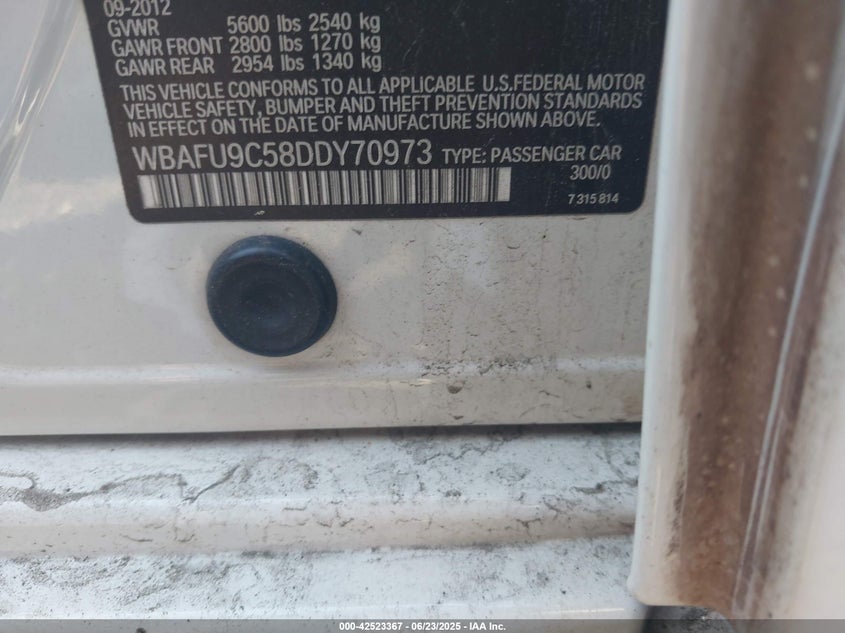 09-2012
GVWR 5600 lbs 2540 kg
GAWR FRONT 2800 lbs 1270 kg
GAWR REAR 2954 lbs 1340 kg
THIS VEHICLE CONFORMS TO ALL APPLICABLE U.S.FEDERAL MOTOR
VEHICLE SAFETY, BUMPER AND THEFT PREVENTION STANDARDS
IN EFFECT ON THE DATE OF MANUFACTURE SHOWN ABOVE.
WBAFU9C58DDY70973 TYPE: PASSENGER CAR
300/0
7 315 814
000-42523367 - 06/23/2025 - IAA Inc.